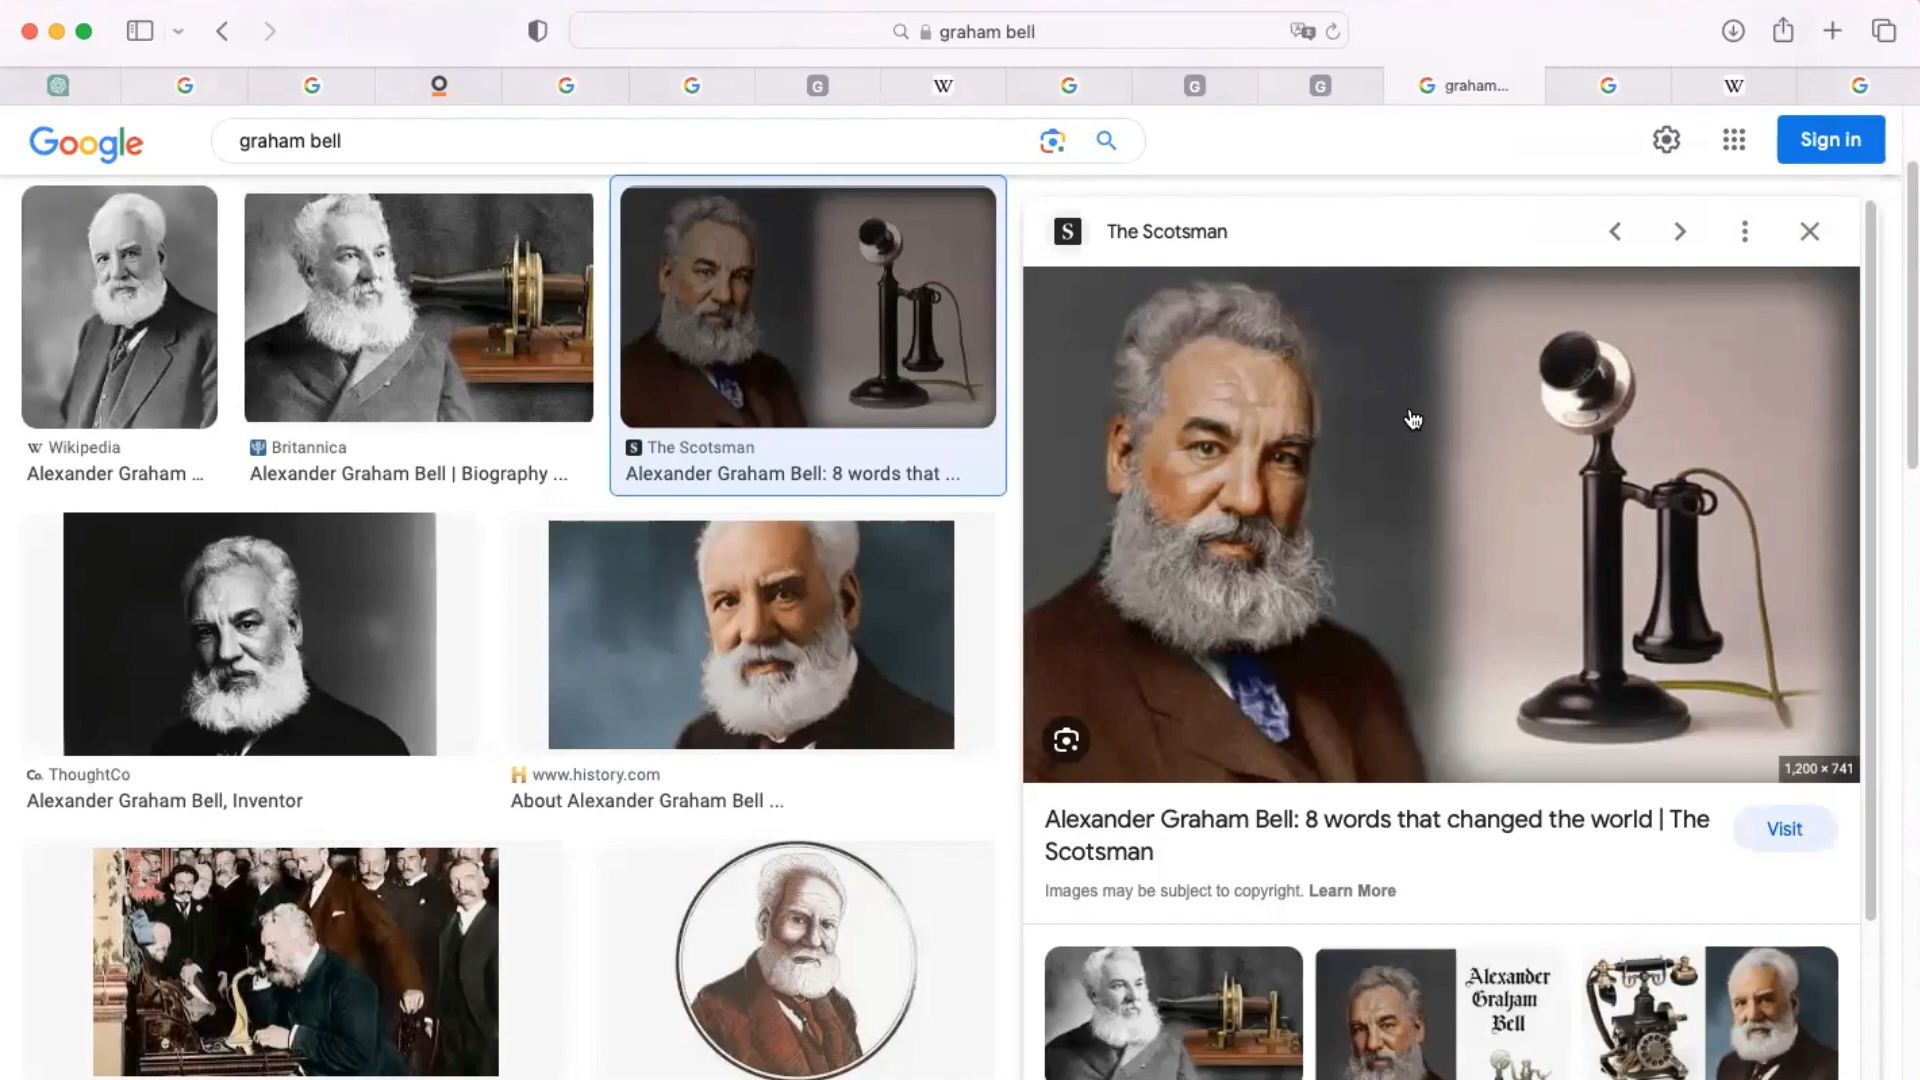 graham bell
graham...
Google
graham bell
Sign in
Wikipedia
Alexander Graham ...
Britannica
Alexander Graham Bell | Biography ...
The Scotsman
Alexander Graham Bell: 8 words that ...
ThoughtCo
Alexander Graham Bell, Inventor
www.history.com
About Alexander Graham Bell ...
S The Scotsman
1,200 × 741
Alexander Graham Bell: 8 words that changed the world | The
Scotsman
Visit
Images may be subject to copyright. Learn More
Alexander
Graham
Bell